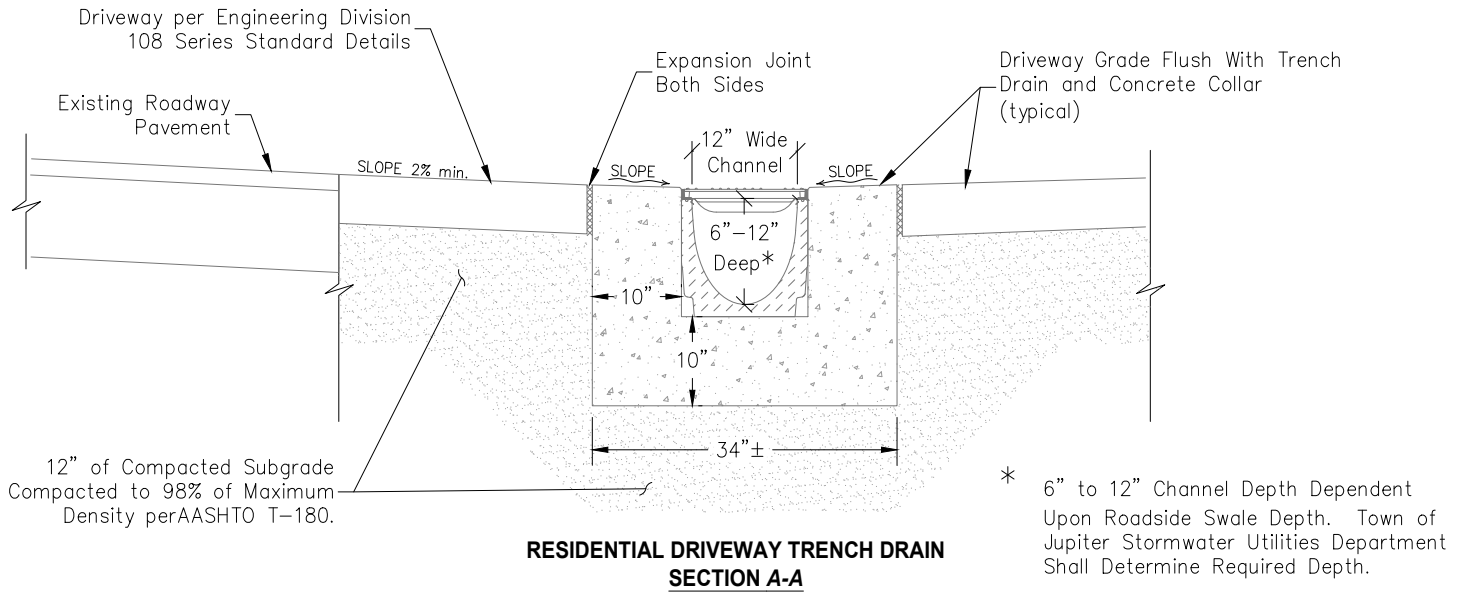 Driveway per Engineering Division
108 Series Standard Details
Existing Roadway
Pavement
SLOPE 2% min.
Expansion Joint
Both Sides
Driveway Grade Flush With Trench
Drain and Concrete Collar
(typical)
12” Wide
Channel
SLOPE
SLOPE
6”–12”
Deep*
10”
10”
34”±
12” of Compacted Subgrade
Compacted to 98% of Maximum
Density perAASHTO T–180.
* 6” to 12” Channel Depth Dependent
Upon Roadside Swale Depth. Town of
Jupiter Stormwater Utilities Department
Shall Determine Required Depth.
RESIDENTIAL DRIVEWAY TRENCH DRAIN
SECTION A-A